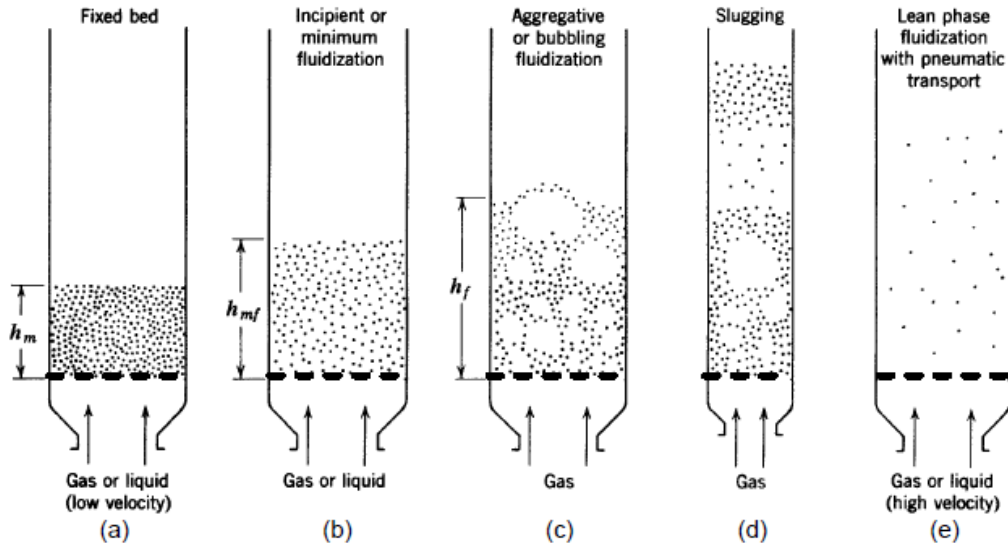 Fixed bed
Incipient or
minimum
fluidization
Aggregative
or bubbling
fluidization
Slugging
Lean phase
fluidization
with pneumatic
transport
h_m
h_mf
h_f
Gas or liquid
(low velocity)
Gas or liquid
Gas
Gas
Gas or liquid
(high velocity)
(a)
(b)
(c)
(d)
(e)